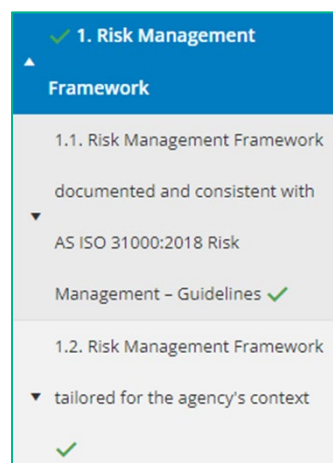 1. Risk Management
Framework
1.1. Risk Management Framework
documented and consistent with
AS ISO 31000:2018 Risk
Management – Guidelines
1.2. Risk Management Framework
tailored for the agency's context